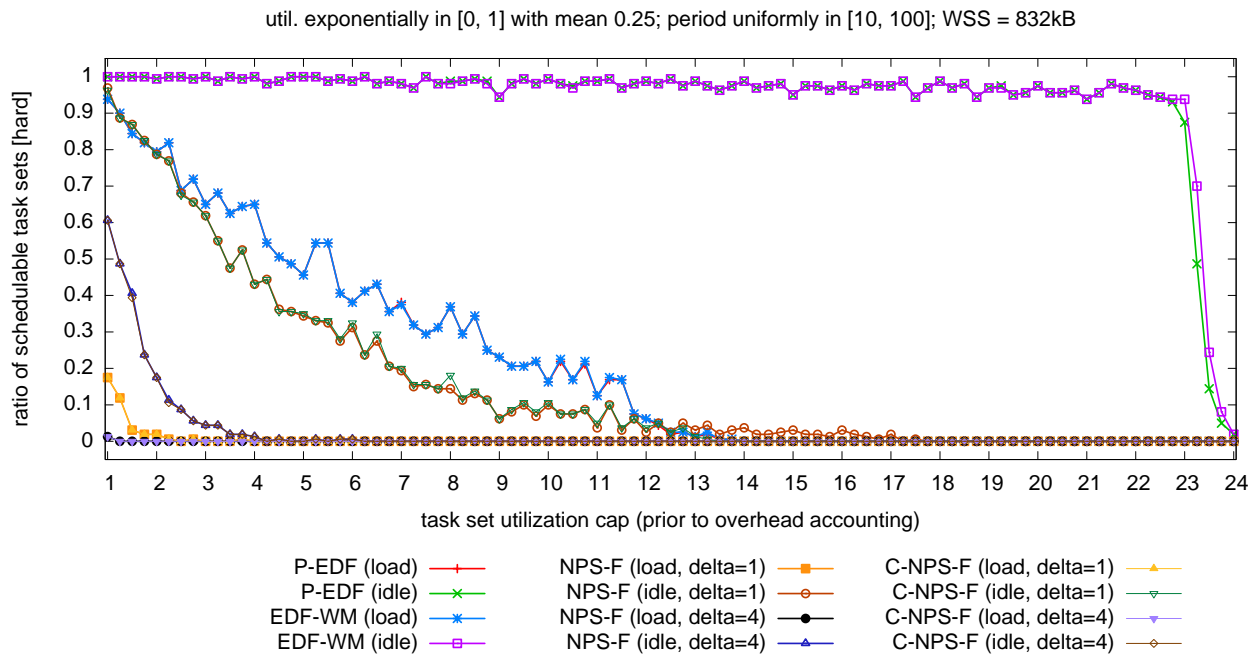 util. exponentially in [0, 1] with mean 0.25; period uniformly in [10, 100]; WSS = 832kB
ratio of schedulable task sets [hard]
1
0.9
0.8
0.7
0.6
0.5
0.4
0.3
0.2
0.1
0
1 2 3 4 5 6 7 8 9 10 11 12 13 14 15 16 17 18 19 20 21 22 23 24
task set utilization cap (prior to overhead accounting)
P-EDF (load) NPS-F (load, delta=1) C-NPS-F (load, delta=1)
P-EDF (idle) NPS-F (idle, delta=1) C-NPS-F (idle, delta=1)
EDF-WM (load) NPS-F (load, delta=4) C-NPS-F (load, delta=4)
EDF-WM (idle) NPS-F (idle, delta=4) C-NPS-F (idle, delta=4)